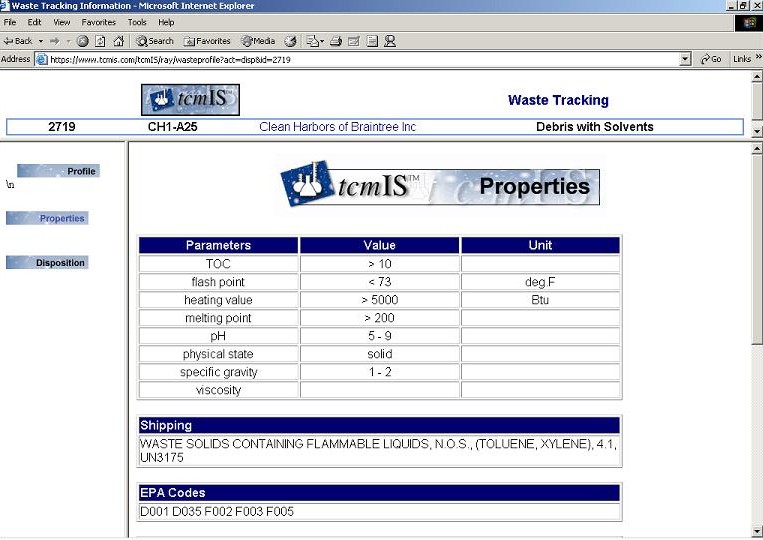 Waste Tracking Information - Microsoft Internet Explorer
File Edit View Favorites Tools Help
Back Search Favorites Media
Address https://www.tcmis.com/tcmIS/ray/wasteprofile?act=disp&id=2719 Go Links »
tcmIS Waste Tracking
2719 CH1-A25 Clean Harbors of Braintree Inc Debris with Solvents
Profile
\n
Properties
Disposition
tcmIS™ Properties
Parameters Value Unit
TOC > 10
flash point < 73 deg.F
heating value > 5000 Btu
melting point > 200
pH 5 - 9
physical state solid
specific gravity 1 - 2
viscosity
Shipping
WASTE SOLIDS CONTAINING FLAMMABLE LIQUIDS, N.O.S., (TOLUENE, XYLENE), 4.1,
UN3175
EPA Codes
D001 D035 F002 F003 F005